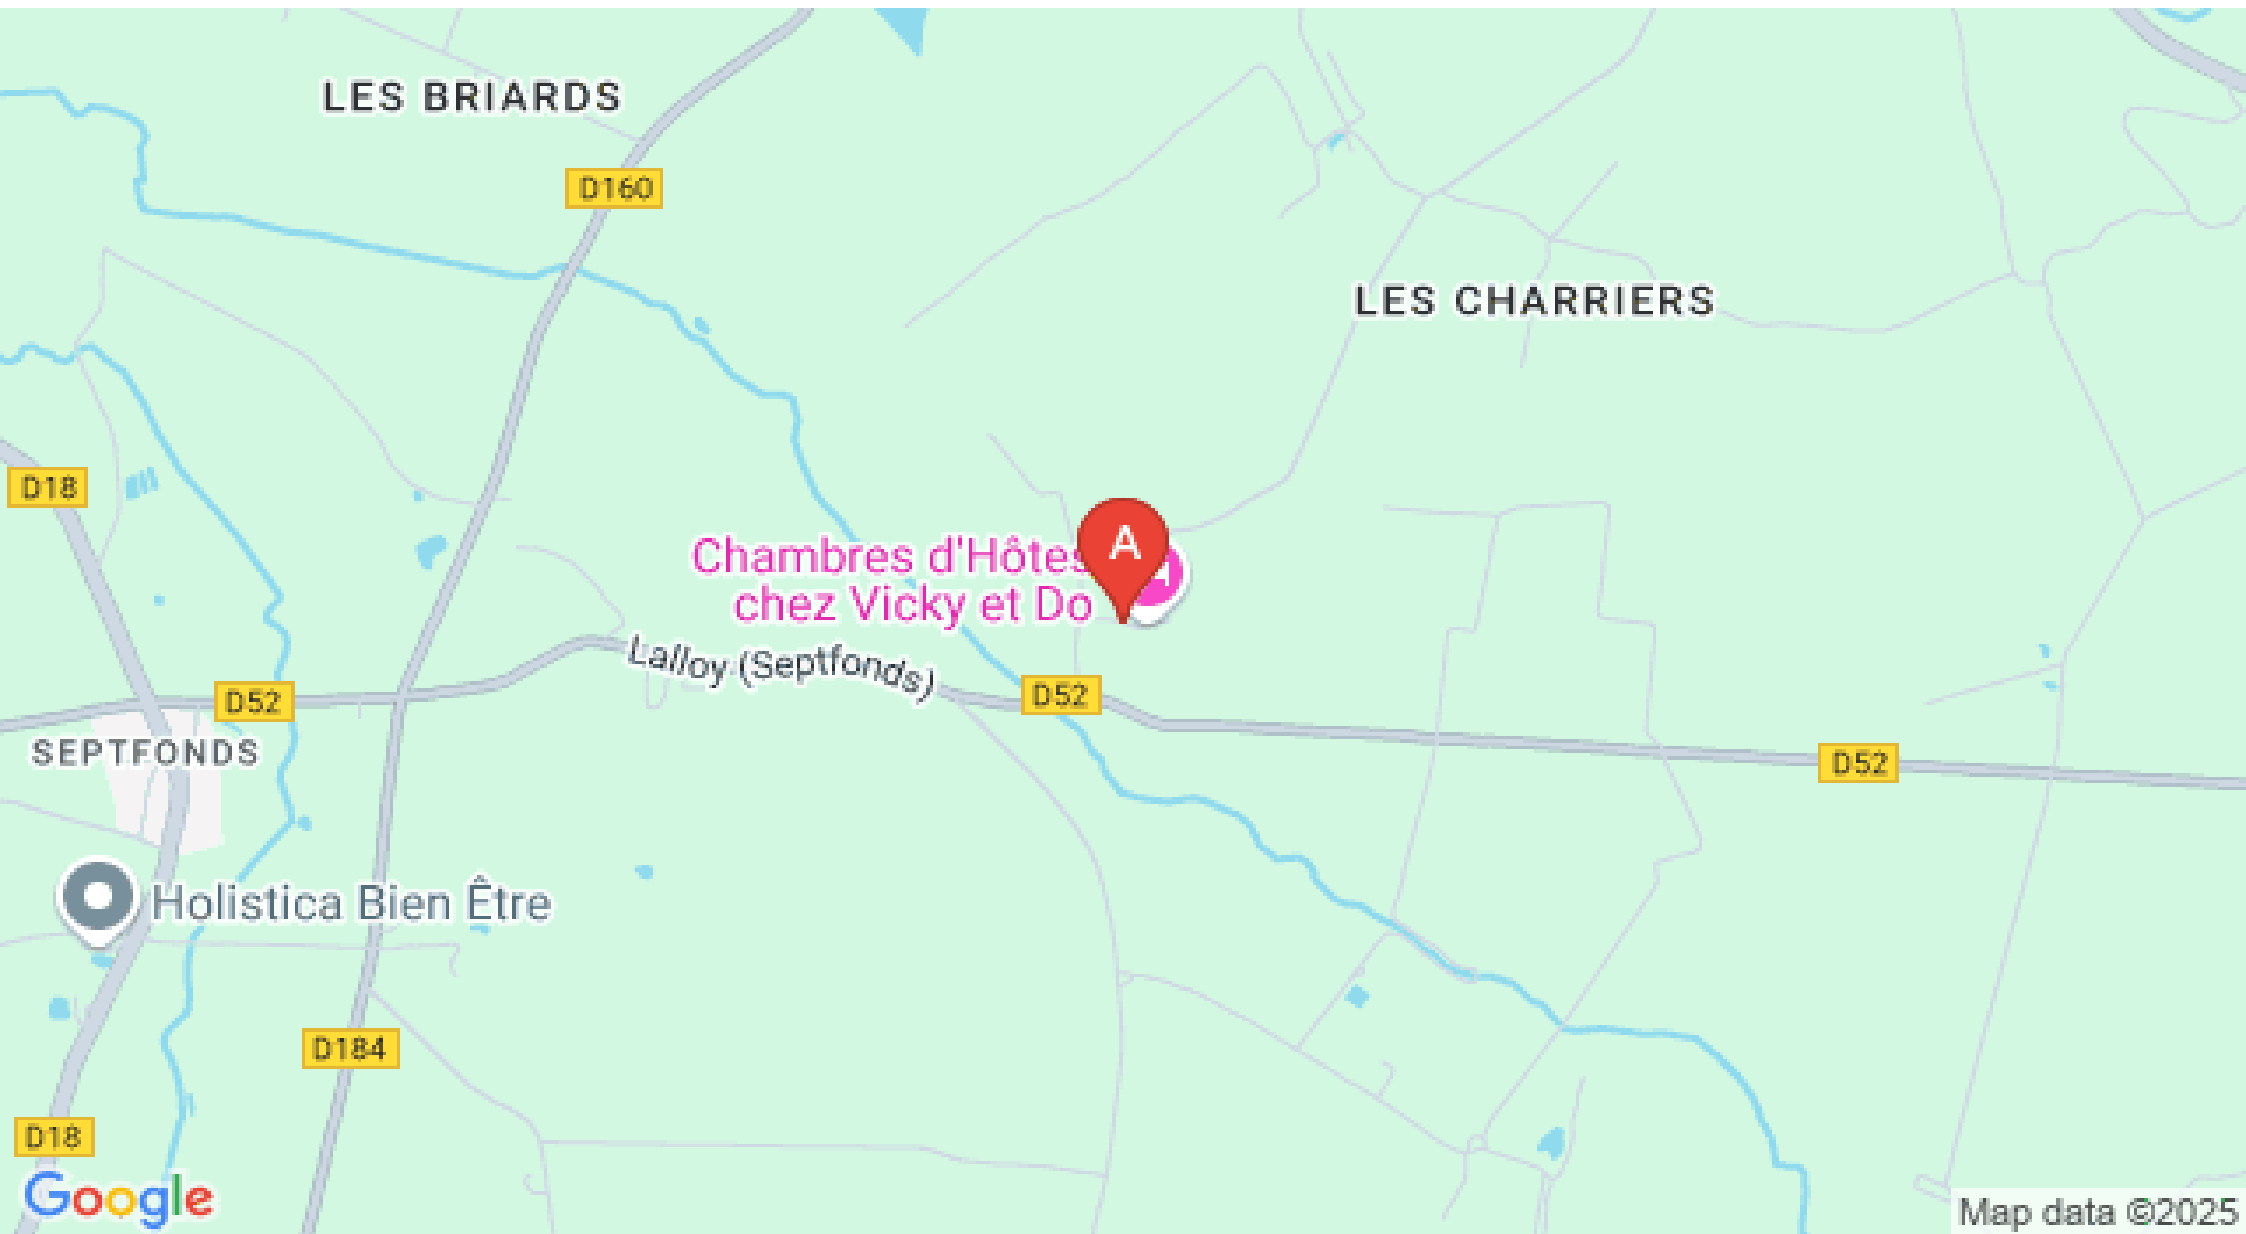 LES BRIARDS
D160
LES CHARRIERS
D18
A
Chambres d'Hôtes
chez Vicky et Do
Lalloy (Septfonds)
D52
D52
SEPTFONDS
D52
Holistica Bien Être
D184
D18
Google
Map data ©2025